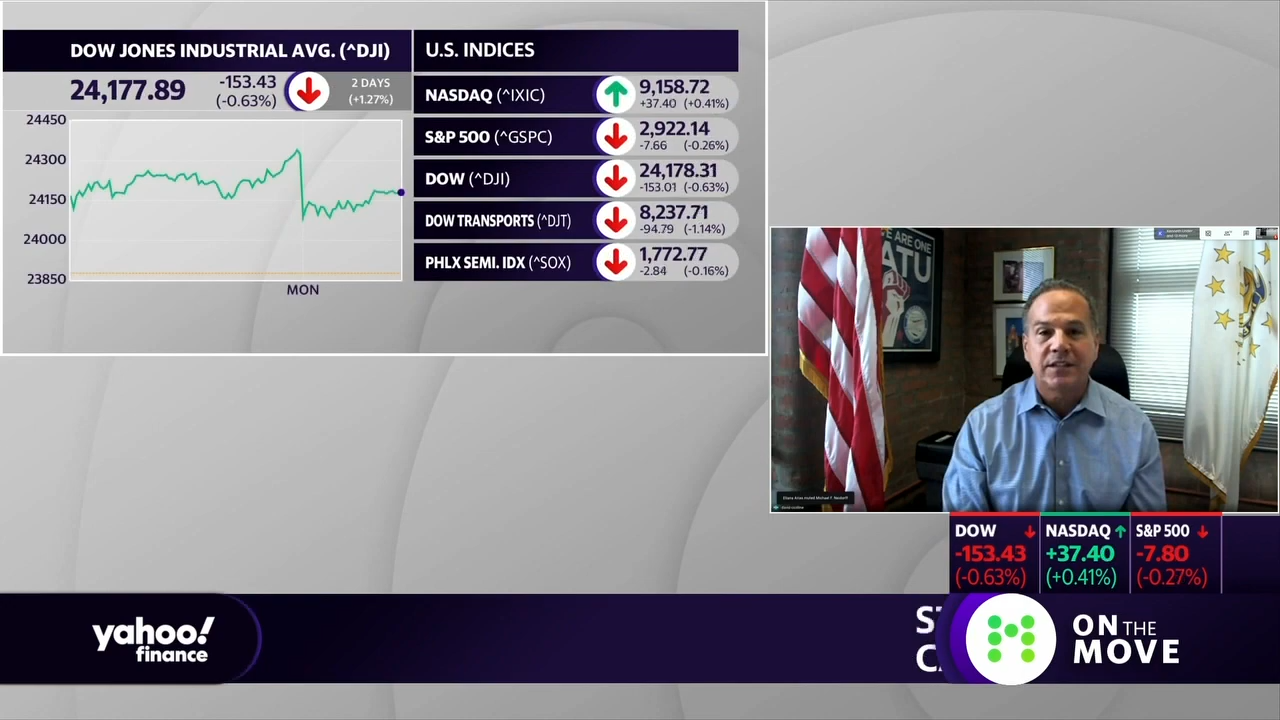 DOW JONES INDUSTRIAL AVG. (^DJI)
24,177.89
-153.43
(-0.63%)
2 DAYS
(+1.27%)
24450
24300
24150
24000
23850
MON
U.S. INDICES
NASDAQ (^IXIC)
9,158.72
+37.40 (+0.41%)
S&P 500 (^GSPC)
2,922.14
-7.66 (-0.26%)
DOW (^DJI)
24,178.31
-153.01 (-0.63%)
DOW TRANSPORTS (^DJT)
8,237.71
-94.79 (-1.14%)
PHLX SEMI. IDX (^SOX)
1,772.77
-2.84 (-0.16%)
E ARE ONE
ATU
DOW
-153.43
(-0.63%)
NASDAQ
+37.40
(+0.41%)
S&P 500
-7.80
(-0.27%)
yahoo!
finance
ON THE
MOVE